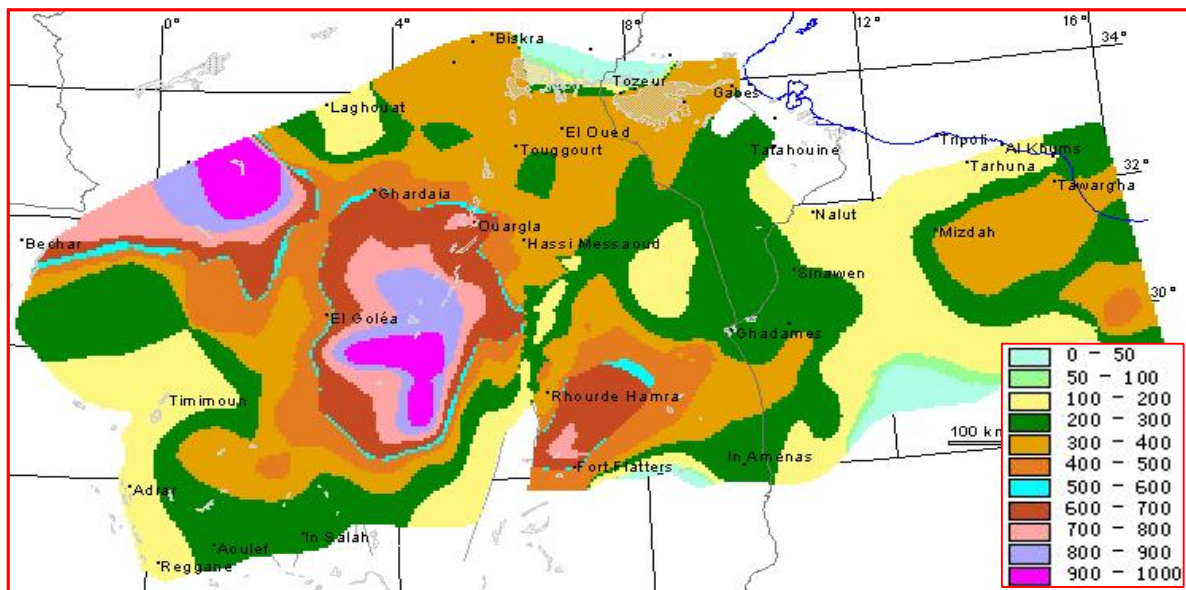 0°
4°
8°
12°
16°
34°
Biskra
Tozeur
Gabes
Laghouat
El Oued
Touggourt
Tatahouine
Tripoli
Al Khums
Tarhuna
32°
Tawargha
Ghardaia
Ouargla
Nalut
Bechar
Hassi Messaoud
Mizdah
Sinawen
30°
El Goléa
Ghadames
Timimoun
Rhourde Hamra
100 km
In Amenas
Fort Flatters
Adrar
In Salah
Aoulef
Reggane
0 - 50
50 - 100
100 - 200
200 - 300
300 - 400
400 - 500
500 - 600
600 - 700
700 - 800
800 - 900
900 - 1000